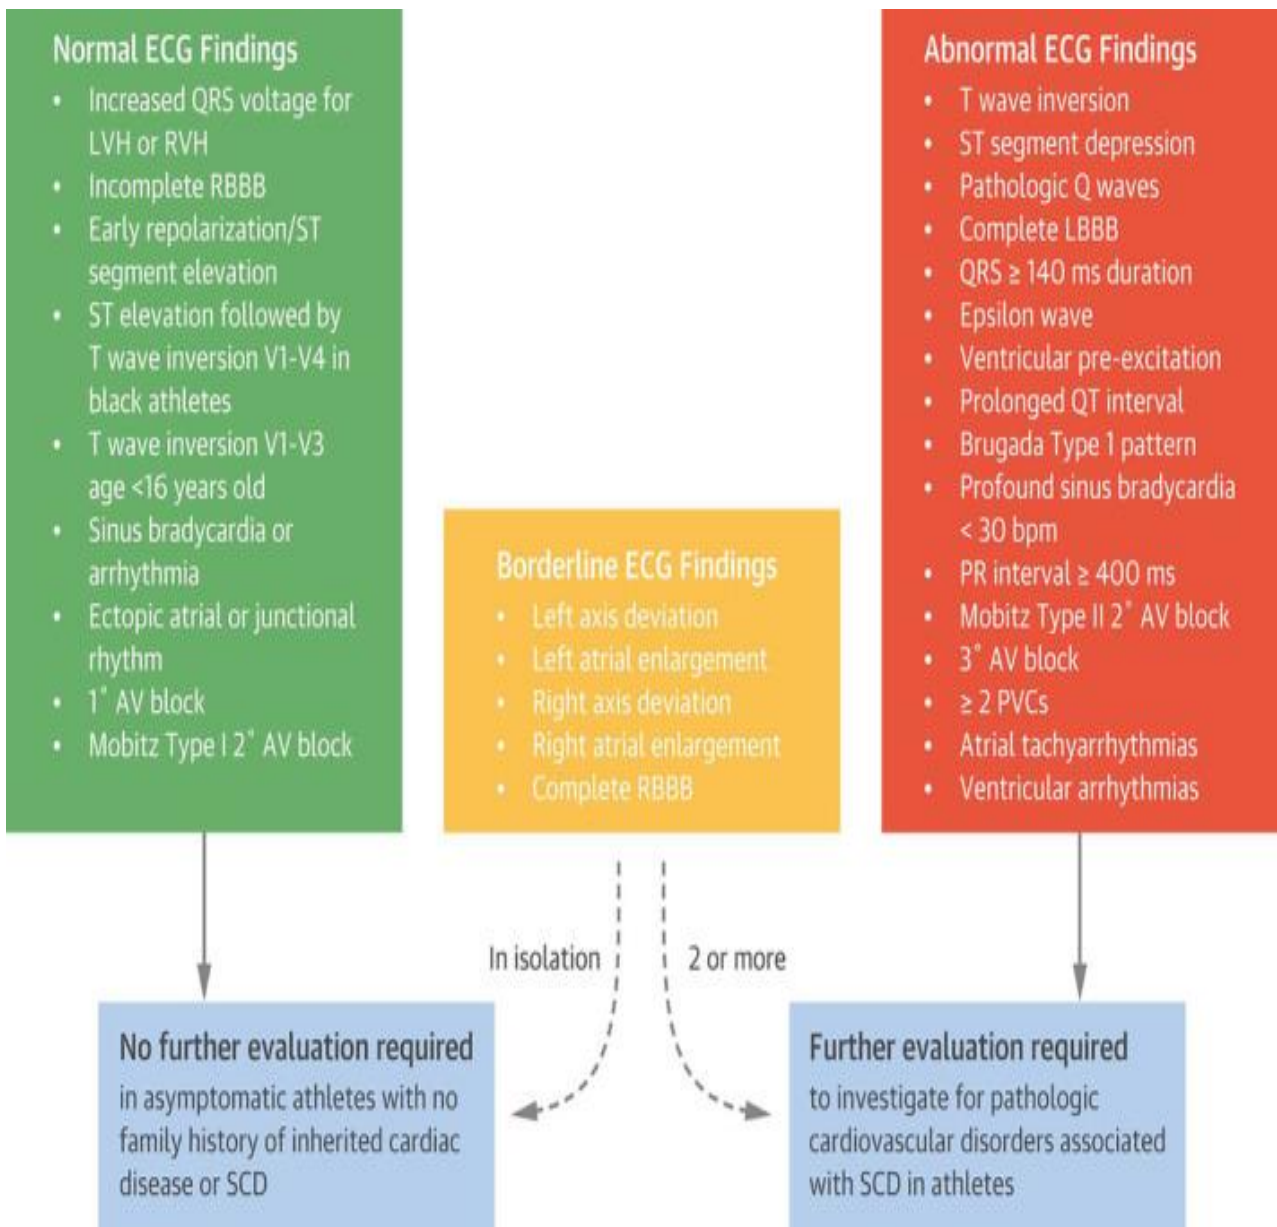 Normal ECG Findings
• Increased QRS voltage for
LVH or RVH
• Incomplete RBBB
• Early repolarization/ST
segment elevation
• ST elevation followed by
T wave inversion V1-V4 in
black athletes
• T wave inversion V1-V3
age <16 years old
• Sinus bradycardia or
arrhythmia
• Ectopic atrial or junctional
rhythm
• 1° AV block
• Mobitz Type I 2° AV block
Borderline ECG Findings
• Left axis deviation
• Left atrial enlargement
• Right axis deviation
• Right atrial enlargement
• Complete RBBB
Abnormal ECG Findings
• T wave inversion
• ST segment depression
• Pathologic Q waves
• Complete LBBB
• QRS ≥ 140 ms duration
• Epsilon wave
• Ventricular pre-excitation
• Prolonged QT interval
• Brugada Type 1 pattern
• Profound sinus bradycardia
< 30 bpm
• PR interval ≥ 400 ms
• Mobitz Type II 2° AV block
• 3° AV block
• ≥ 2 PVCs
• Atrial tachyarrhythmias
• Ventricular arrhythmias
In isolation
2 or more
No further evaluation required
in asymptomatic athletes with no
family history of inherited cardiac
disease or SCD
Further evaluation required
to investigate for pathologic
cardiovascular disorders associated
with SCD in athletes